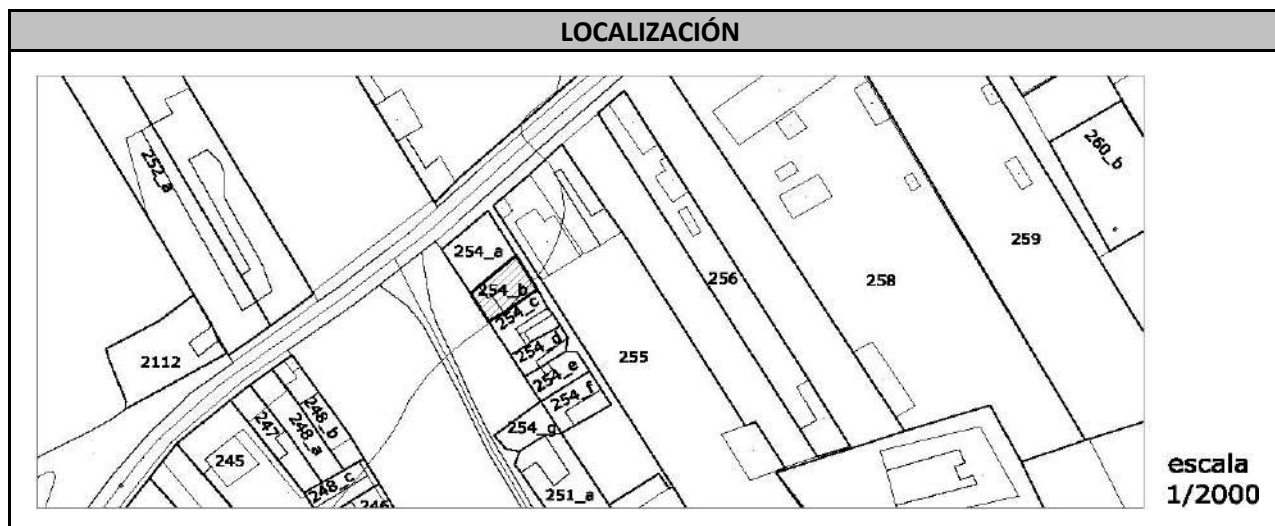 LOCALIZACIÓN
252_a
260_b
259
254_a
256
258
254_b
254_c
2112
254_d
255
254_e
254_f
248_b
247
248_a
254_g
245
248_c
251_a
246
escala
1/2000